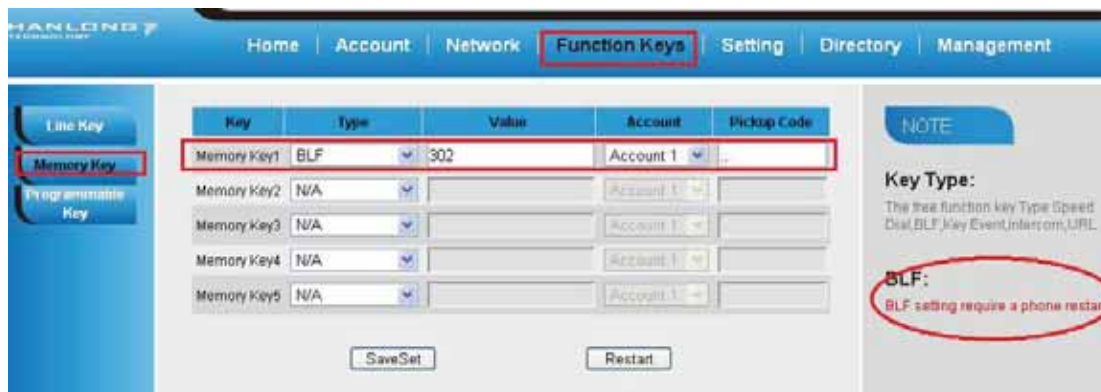 HANLONG
TECHNOLOGY
Home Account Network Function Keys Setting Directory Management
Line Key
Memory Key
Programmable
Key
Key Type Value Account Pickup Code
Memory Key1 BLF 302 Account 1 ..
Memory Key2 N/A Account 1
Memory Key3 N/A Account 1
Memory Key4 N/A Account 1
Memory Key5 N/A Account 1
SaveSet Restart
NOTE
Key Type:
The free function key Type Speed
Dial,BLF,Key Event,Intercom,URL
BLF:
BLF setting require a phone restar